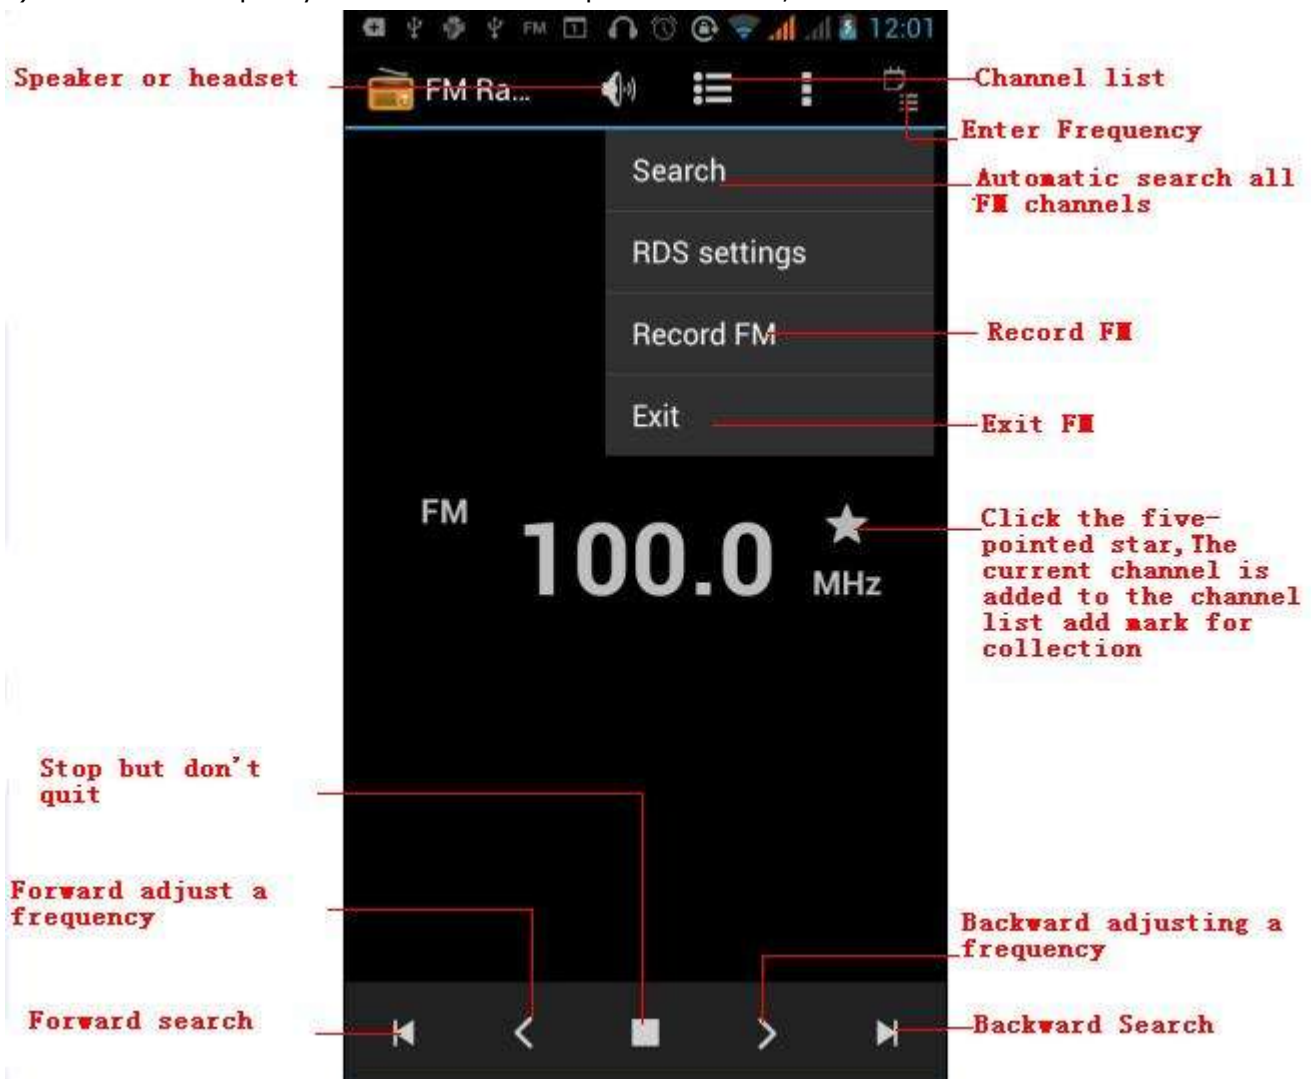 FM
1
12:01
Speaker or headset
FM Ra...
Channel list
Enter Frequency
Search
Automatic search all
FM channels
RDS settings
Record FM
Record FM
Exit
Exit FM
FM
100.0
MHz
Click the five-
pointed star,The
current channel is
added to the channel
list add mark for
collection
Stop but don't
quit
Forward adjust a
frequency
Backward adjusting a
frequency
Forward search
Backward Search